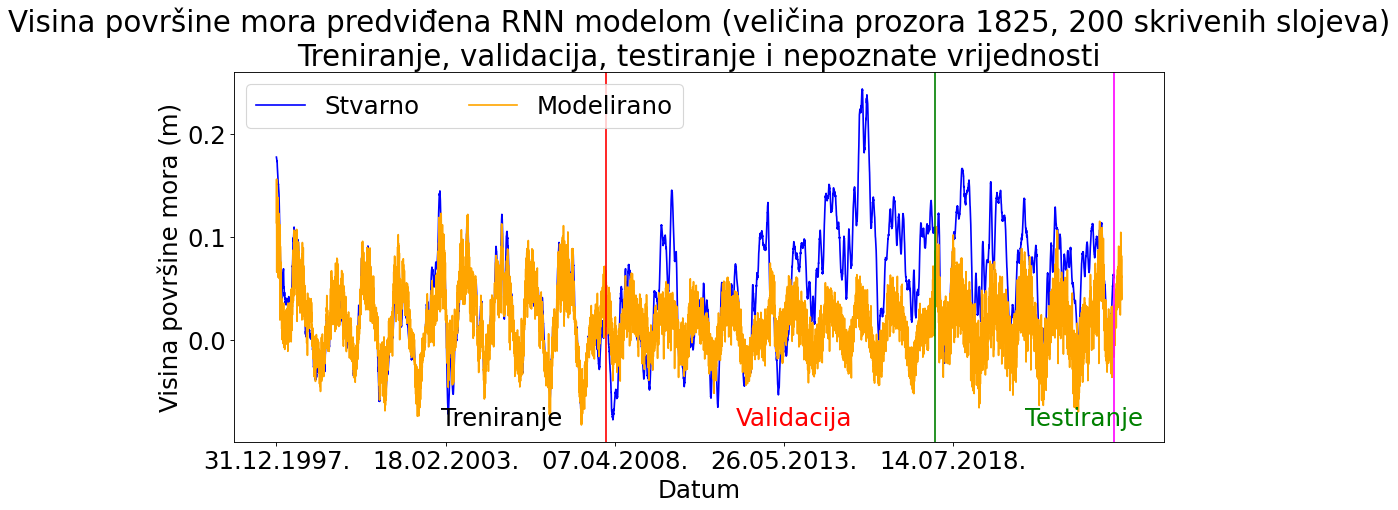 Visina površine mora predviđena RNN modelom (veličina prozora 1825, 200 skrivenih slojeva)
Treniranje, validacija, testiranje i nepoznate vrijednosti
Stvarno
Modelirano
Visina površine mora (m)
0.2
0.1
0.0
Treniranje
Validacija
Testiranje
31.12.1997.
18.02.2003.
07.04.2008.
26.05.2013.
14.07.2018.
Datum